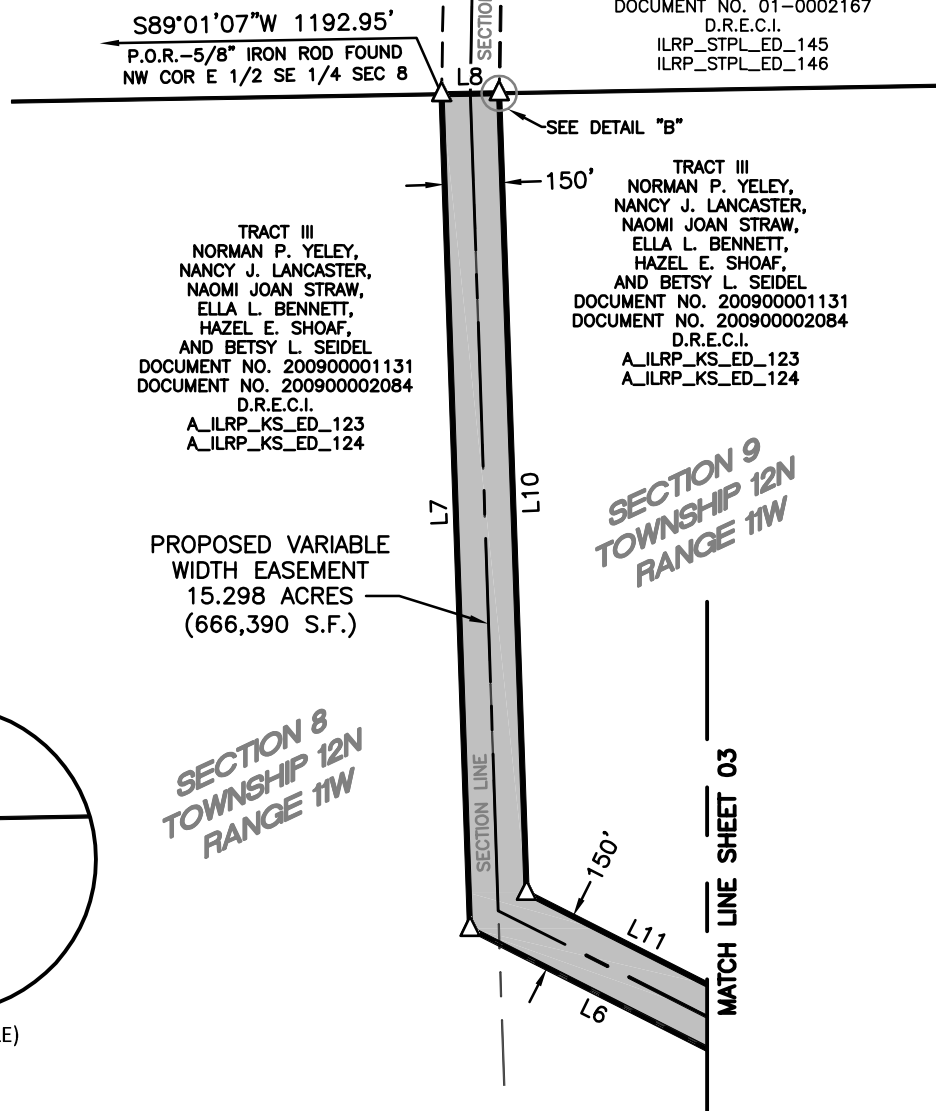 DOCUMENT NO. 01-0002167
D.R.E.C.I.
ILRP_STPL_ED_145
ILRP_STPL_ED_146
S89°01'07"W 1192.95'
P.O.R.-5/8" IRON ROD FOUND
NW COR E 1/2 SE 1/4 SEC 8
SECTION
L8
SEE DETAIL "B"
150'
TRACT III
NORMAN P. YELEY,
NANCY J. LANCASTER,
NAOMI JOAN STRAW,
ELLA L. BENNETT,
HAZEL E. SHOAF,
AND BETSY L. SEIDEL
DOCUMENT NO. 200900001131
DOCUMENT NO. 200900002084
D.R.E.C.I.
A_ILRP_KS_ED_123
A_ILRP_KS_ED_124
TRACT III
NORMAN P. YELEY,
NANCY J. LANCASTER,
NAOMI JOAN STRAW,
ELLA L. BENNETT,
HAZEL E. SHOAF,
AND BETSY L. SEIDEL
DOCUMENT NO. 200900001131
DOCUMENT NO. 200900002084
D.R.E.C.I.
A_ILRP_KS_ED_123
A_ILRP_KS_ED_124
L7
L10
SECTION 9
TOWNSHIP 12N
RANGE 11W
PROPOSED VARIABLE
WIDTH EASEMENT
15.298 ACRES
(666,390 S.F.)
SECTION 8
TOWNSHIP 12N
RANGE 11W
SECTION LINE
MATCH LINE SHEET 03
150'
L11
L6
LE)